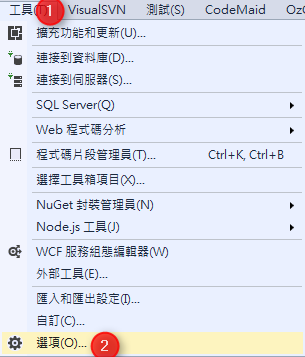 工具(T) 1 VisualSVN 測試(S) CodeMaid OzC
擴充功能和更新(U)...
連接到資料庫(D)...
連接到伺服器(S)...
SQL Server(Q)
Web 程式碼分析
程式碼片段管理員(T)... Ctrl+K, Ctrl+B
選擇工具箱項目(X)...
NuGet 封裝管理員(N)
Node.js 工具(J)
WCF 服務組態編輯器(W)
外部工具(E)...
匯入和匯出設定(I)...
自訂(C)...
選項(O)... 2